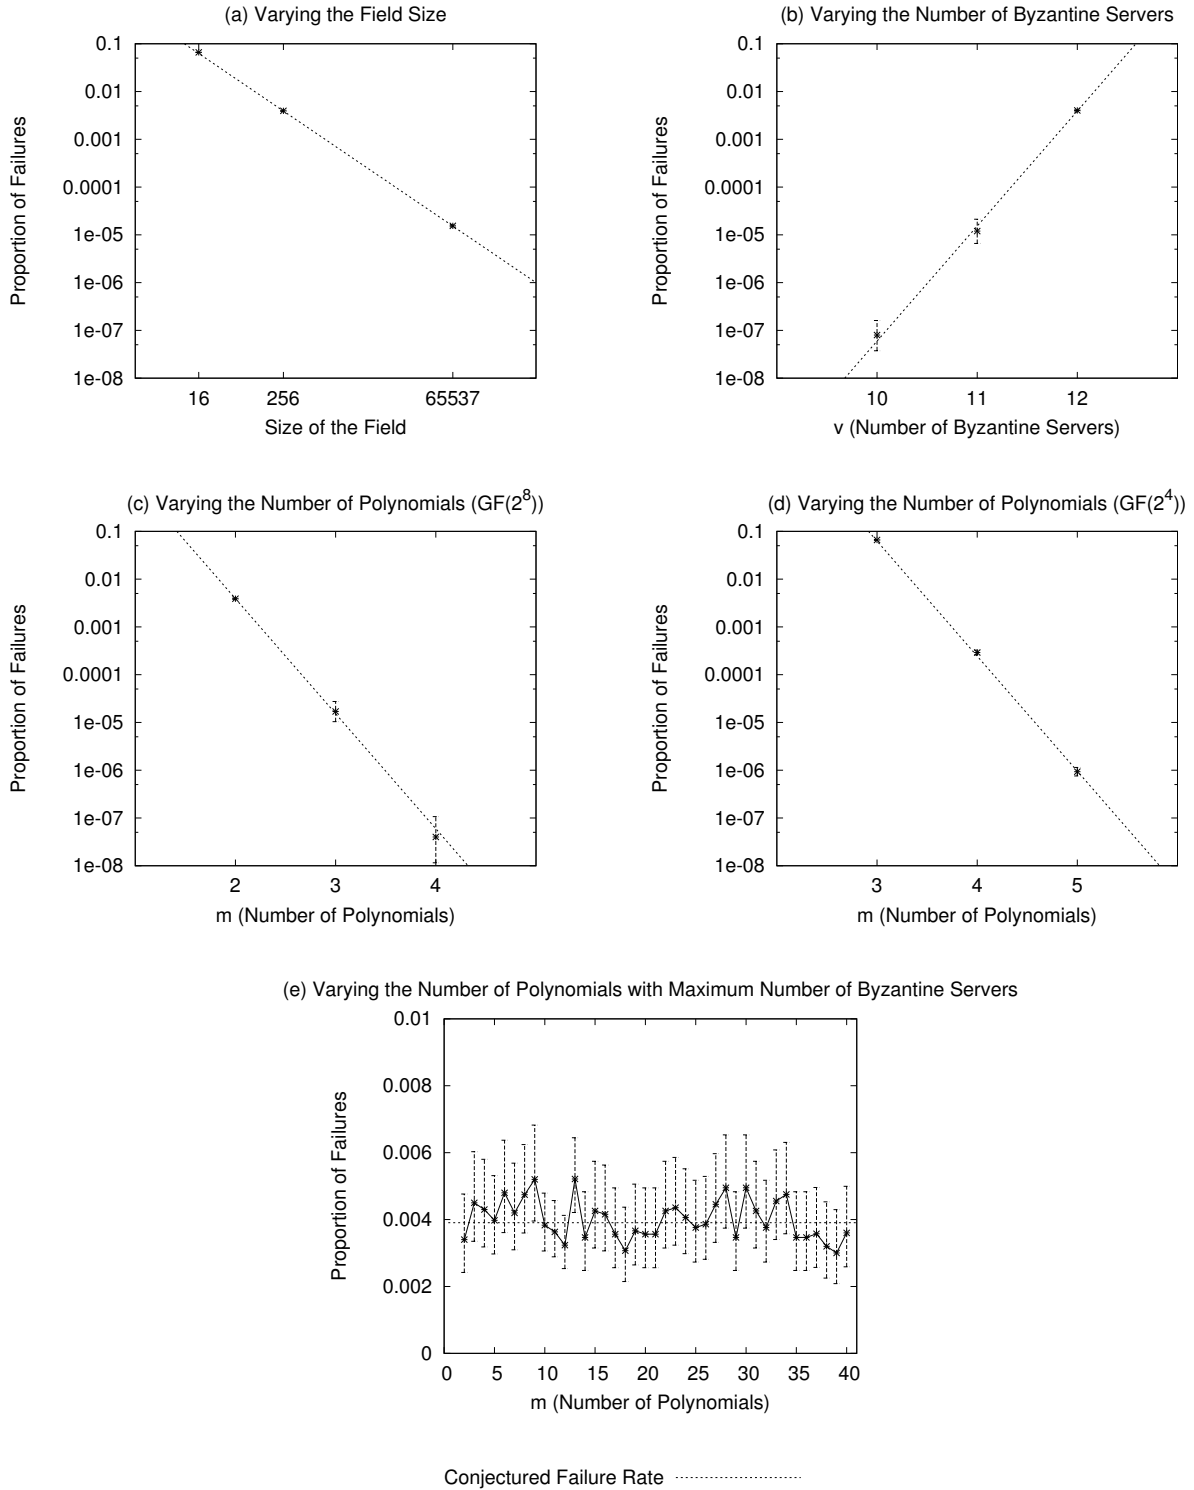 (a) Varying the Field Size
0.1
0.01
0.001
0.0001
1e-05
1e-06
1e-07
1e-08
Proportion of Failures
16 256 65537
Size of the Field
(b) Varying the Number of Byzantine Servers
0.1
0.01
0.001
0.0001
1e-05
1e-06
1e-07
1e-08
Proportion of Failures
10 11 12
v (Number of Byzantine Servers)
(c) Varying the Number of Polynomials (GF(2^8))
0.1
0.01
0.001
0.0001
1e-05
1e-06
1e-07
1e-08
Proportion of Failures
2 3 4
m (Number of Polynomials)
(d) Varying the Number of Polynomials (GF(2^4))
0.1
0.01
0.001
0.0001
1e-05
1e-06
1e-07
1e-08
Proportion of Failures
3 4 5
m (Number of Polynomials)
(e) Varying the Number of Polynomials with Maximum Number of Byzantine Servers
0.01
0.008
0.006
0.004
0.002
0
Proportion of Failures
0 5 10 15 20 25 30 35 40
m (Number of Polynomials)
Conjectured Failure Rate